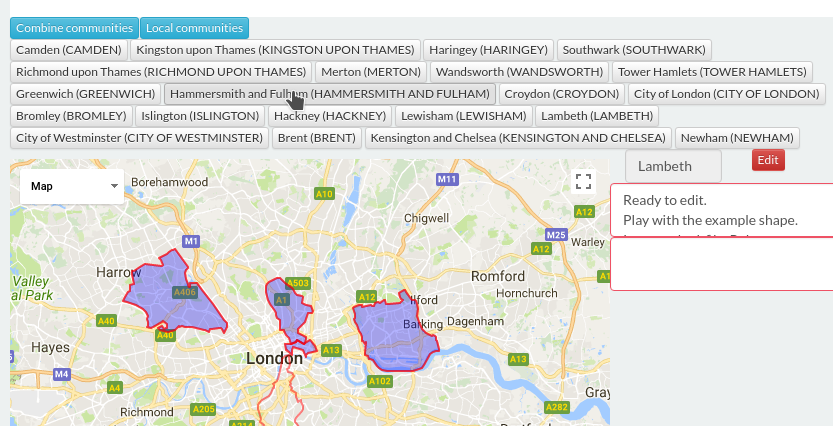 Combine communities Local communities
Camden (CAMDEN) Kingston upon Thames (KINGSTON UPON THAMES) Haringey (HARINGEY) Southwark (SOUTHWARK)
Richmond upon Thames (RICHMOND UPON THAMES) Merton (MERTON) Wandsworth (WANDSWORTH) Tower Hamlets (TOWER HAMLETS)
Greenwich (GREENWICH) Hammersmith and Fulham (HAMMERSMITH AND FULHAM) Croydon (CROYDON) City of London (CITY OF LONDON)
Bromley (BROMLEY) Islington (ISLINGTON) Hackney (HACKNEY) Lewisham (LEWISHAM) Lambeth (LAMBETH)
City of Westminster (CITY OF WESTMINSTER) Brent (BRENT) Kensington and Chelsea (KENSINGTON AND CHELSEA) Newham (NEWHAM)
Lambeth Edit
Ready to edit.
Play with the example shape.
Map
Borehamwood
M11
A10
Chigwell
A12
M25
M1
A12
Warley
Harrow
Valley
al Park
A503
Romford
A406
A1
A12
Ilford
Hornchurch
A40
A40
Barking
Dagenham
Hayes
London
A13
A13
M4
A4
A102
Gray
Richmond
A205
A282